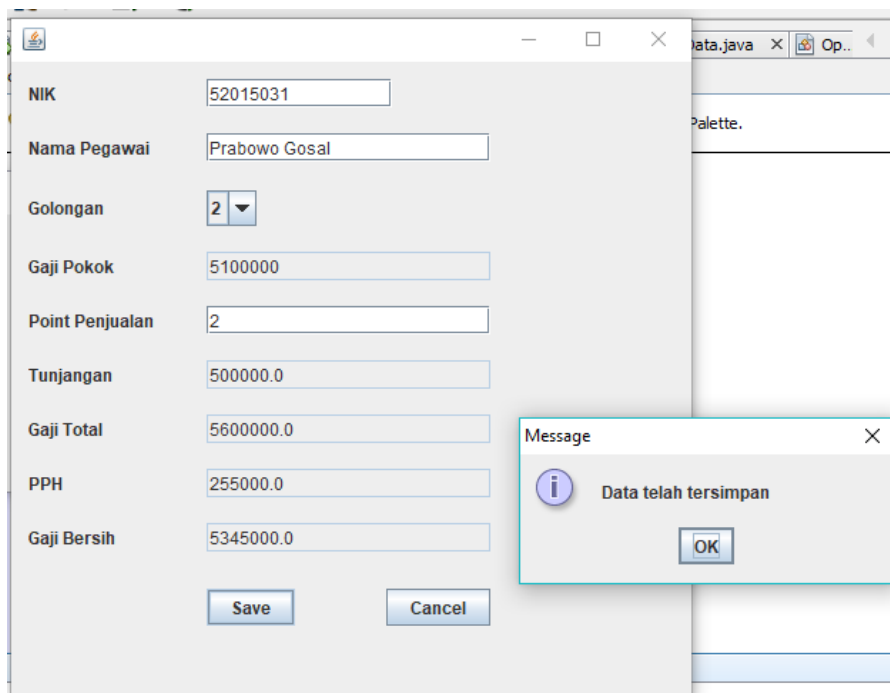 Data.java
Op..
Palette.
NIK
52015031
Nama Pegawai
Prabowo Gosal
Golongan
2
Gaji Pokok
5100000
Point Penjualan
2
Tunjangan
500000.0
Gaji Total
5600000.0
PPH
255000.0
Gaji Bersih
5345000.0
Save
Cancel
Message
Data telah tersimpan
OK